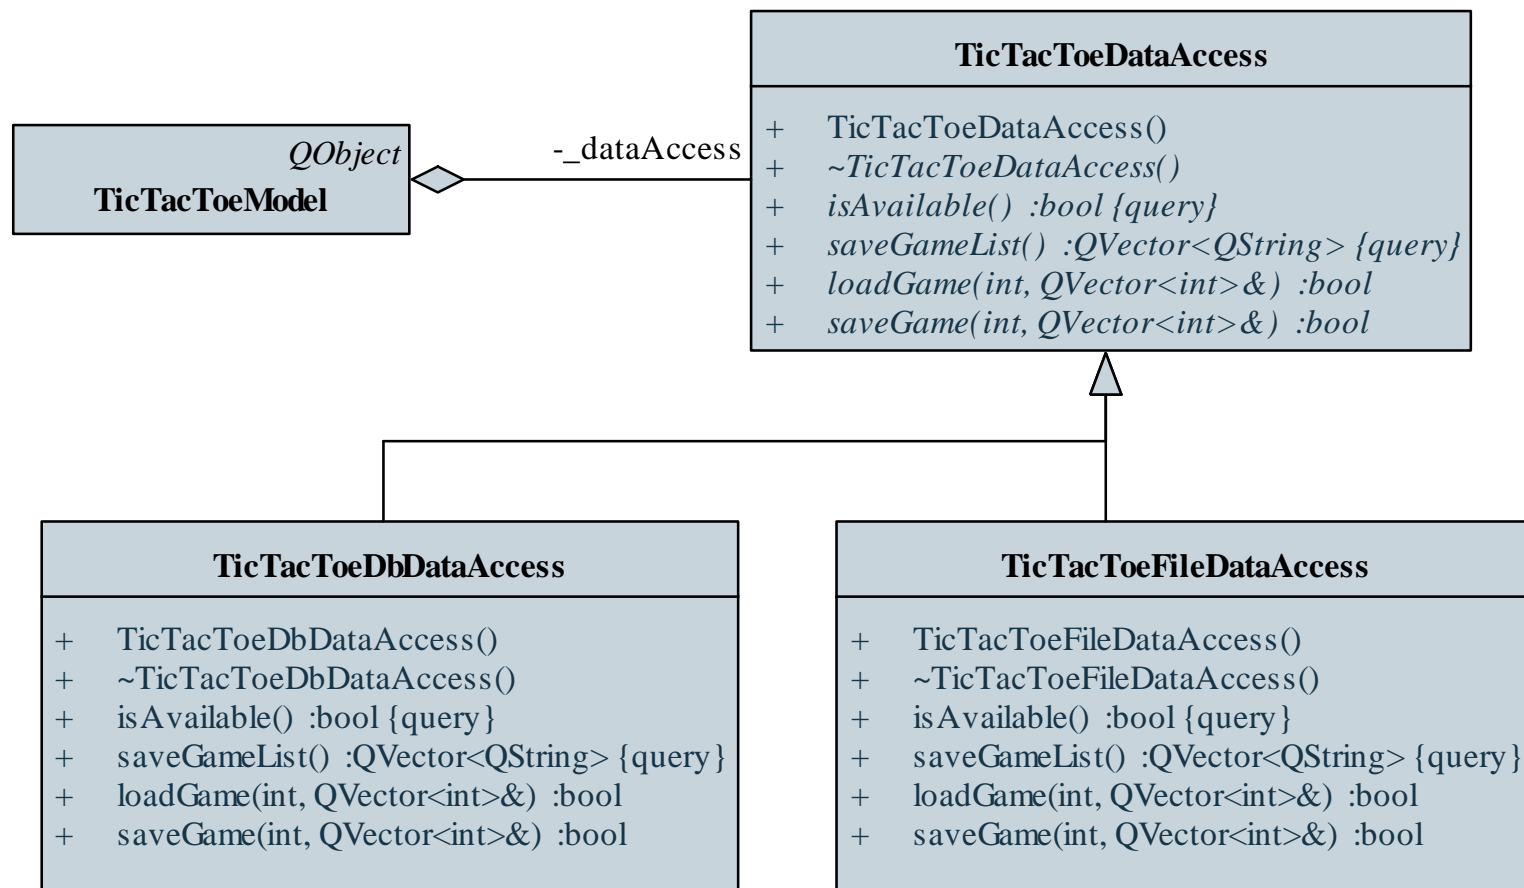 TicTacToeDataAccess
+ TicTacToeDataAccess()
+ ~TicTacToeDataAccess()
+ isAvailable() :bool {query}
+ saveGameList() :QVector<QString> {query}
+ loadGame(int, QVector<int>&) :bool
+ saveGame(int, QVector<int>&) :bool
QObject
TicTacToeModel
-_dataAccess
TicTacToeDbDataAccess
+ TicTacToeDbDataAccess()
+ ~TicTacToeDbDataAccess()
+ isAvailable() :bool {query}
+ saveGameList() :QVector<QString> {query}
+ loadGame(int, QVector<int>&) :bool
+ saveGame(int, QVector<int>&) :bool
TicTacToeFileDataAccess
+ TicTacToeFileDataAccess()
+ ~TicTacToeFileDataAccess()
+ isAvailable() :bool {query}
+ saveGameList() :QVector<QString> {query}
+ loadGame(int, QVector<int>&) :bool
+ saveGame(int, QVector<int>&) :bool